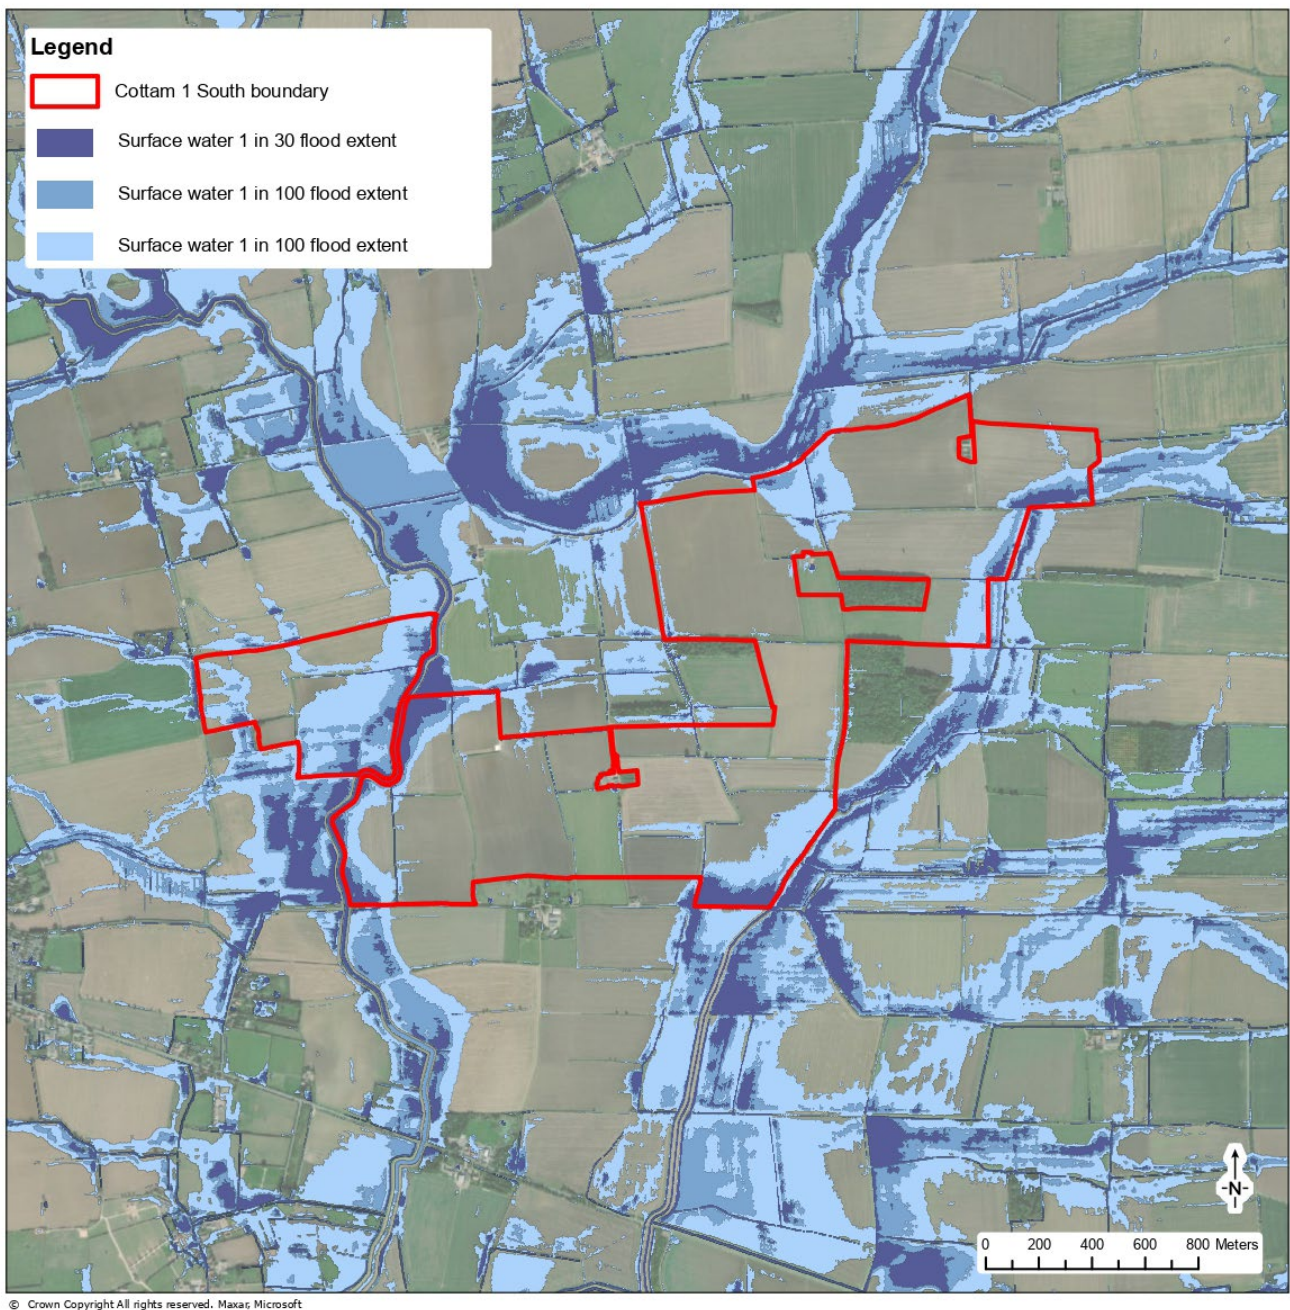 Legend
Cottam 1 South boundary
Surface water 1 in 30 flood extent
Surface water 1 in 100 flood extent
Surface water 1 in 100 flood extent
-N-
0 200 400 600 800 Meters
© Crown Copyright All rights reserved. Maxar, Microsoft